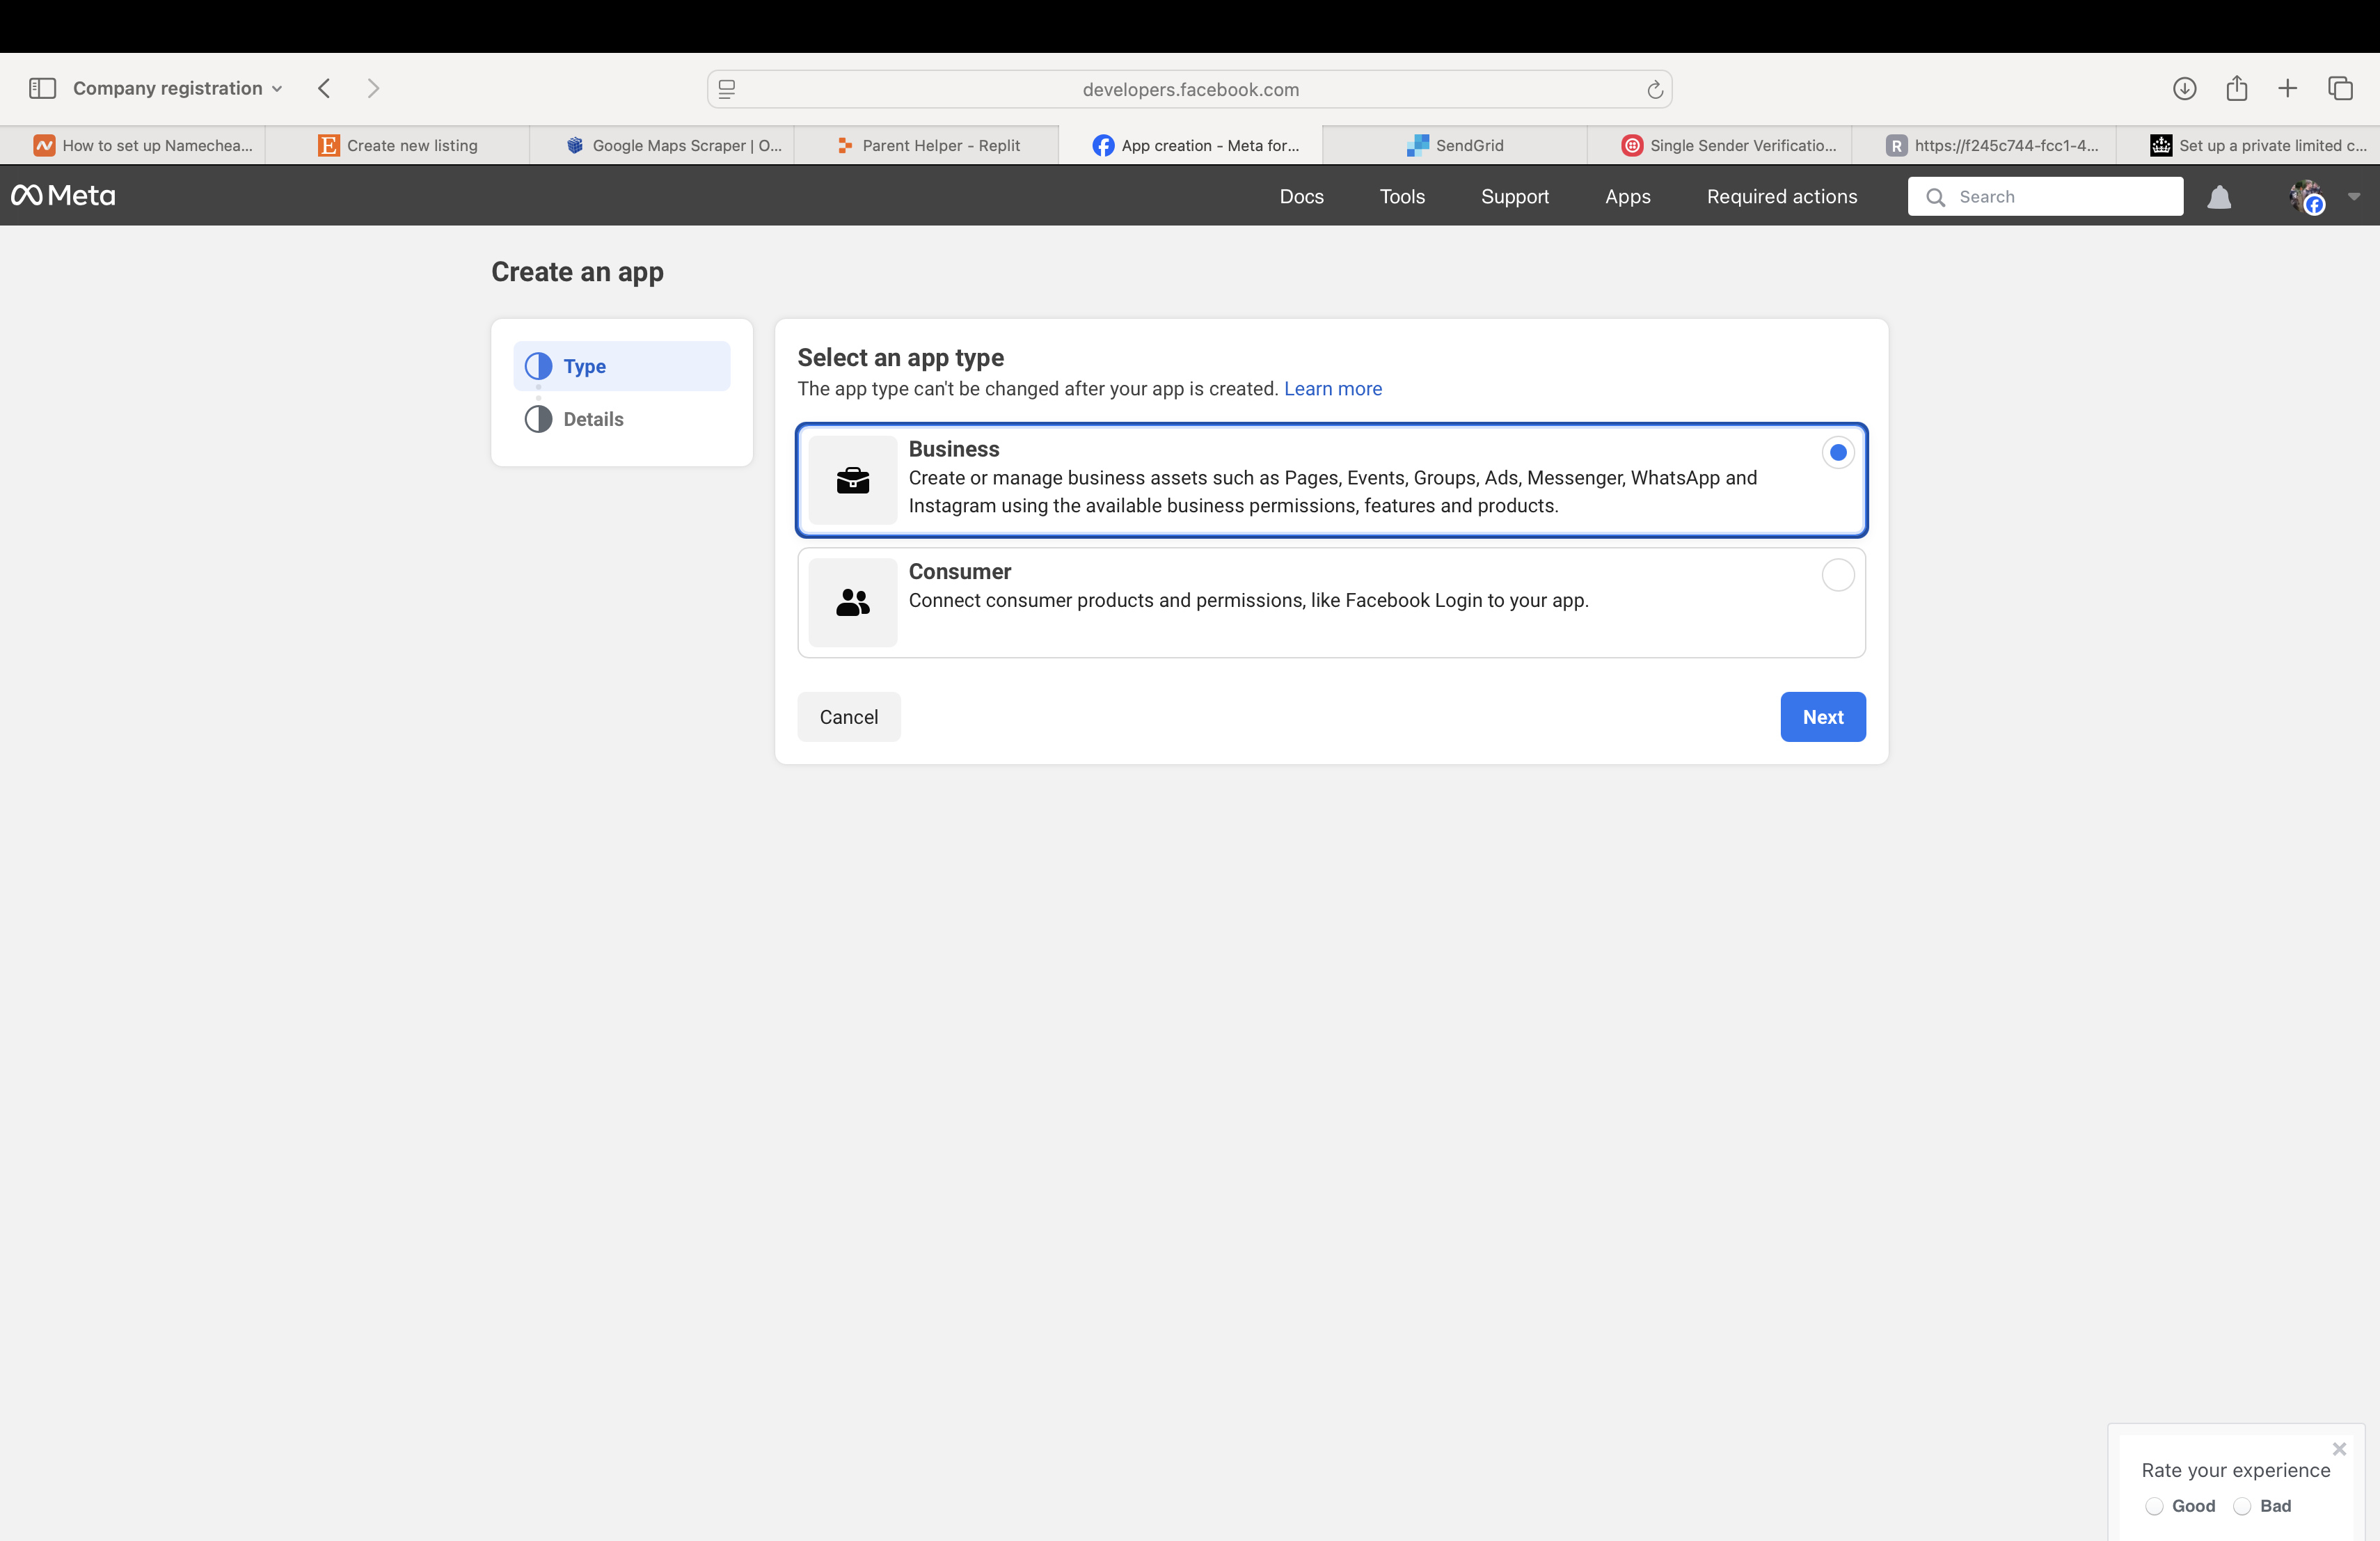 Company registration
developers.facebook.com
How to set up Namechea...
Create new listing
Google Maps Scraper | O...
Parent Helper - Replit
App creation - Meta for...
SendGrid
Single Sender Verificatio...
R https://f245c744-fcc1-4...
Set up a private limited c...
Meta
Docs
Tools
Support
Apps
Required actions
Search
Create an app
Type
Details
Select an app type
The app type can't be changed after your app is created. Learn more
Business
Create or manage business assets such as Pages, Events, Groups, Ads, Messenger, WhatsApp and
Instagram using the available business permissions, features and products.
Consumer
Connect consumer products and permissions, like Facebook Login to your app.
Cancel
Next
Rate your experience
Good
Bad